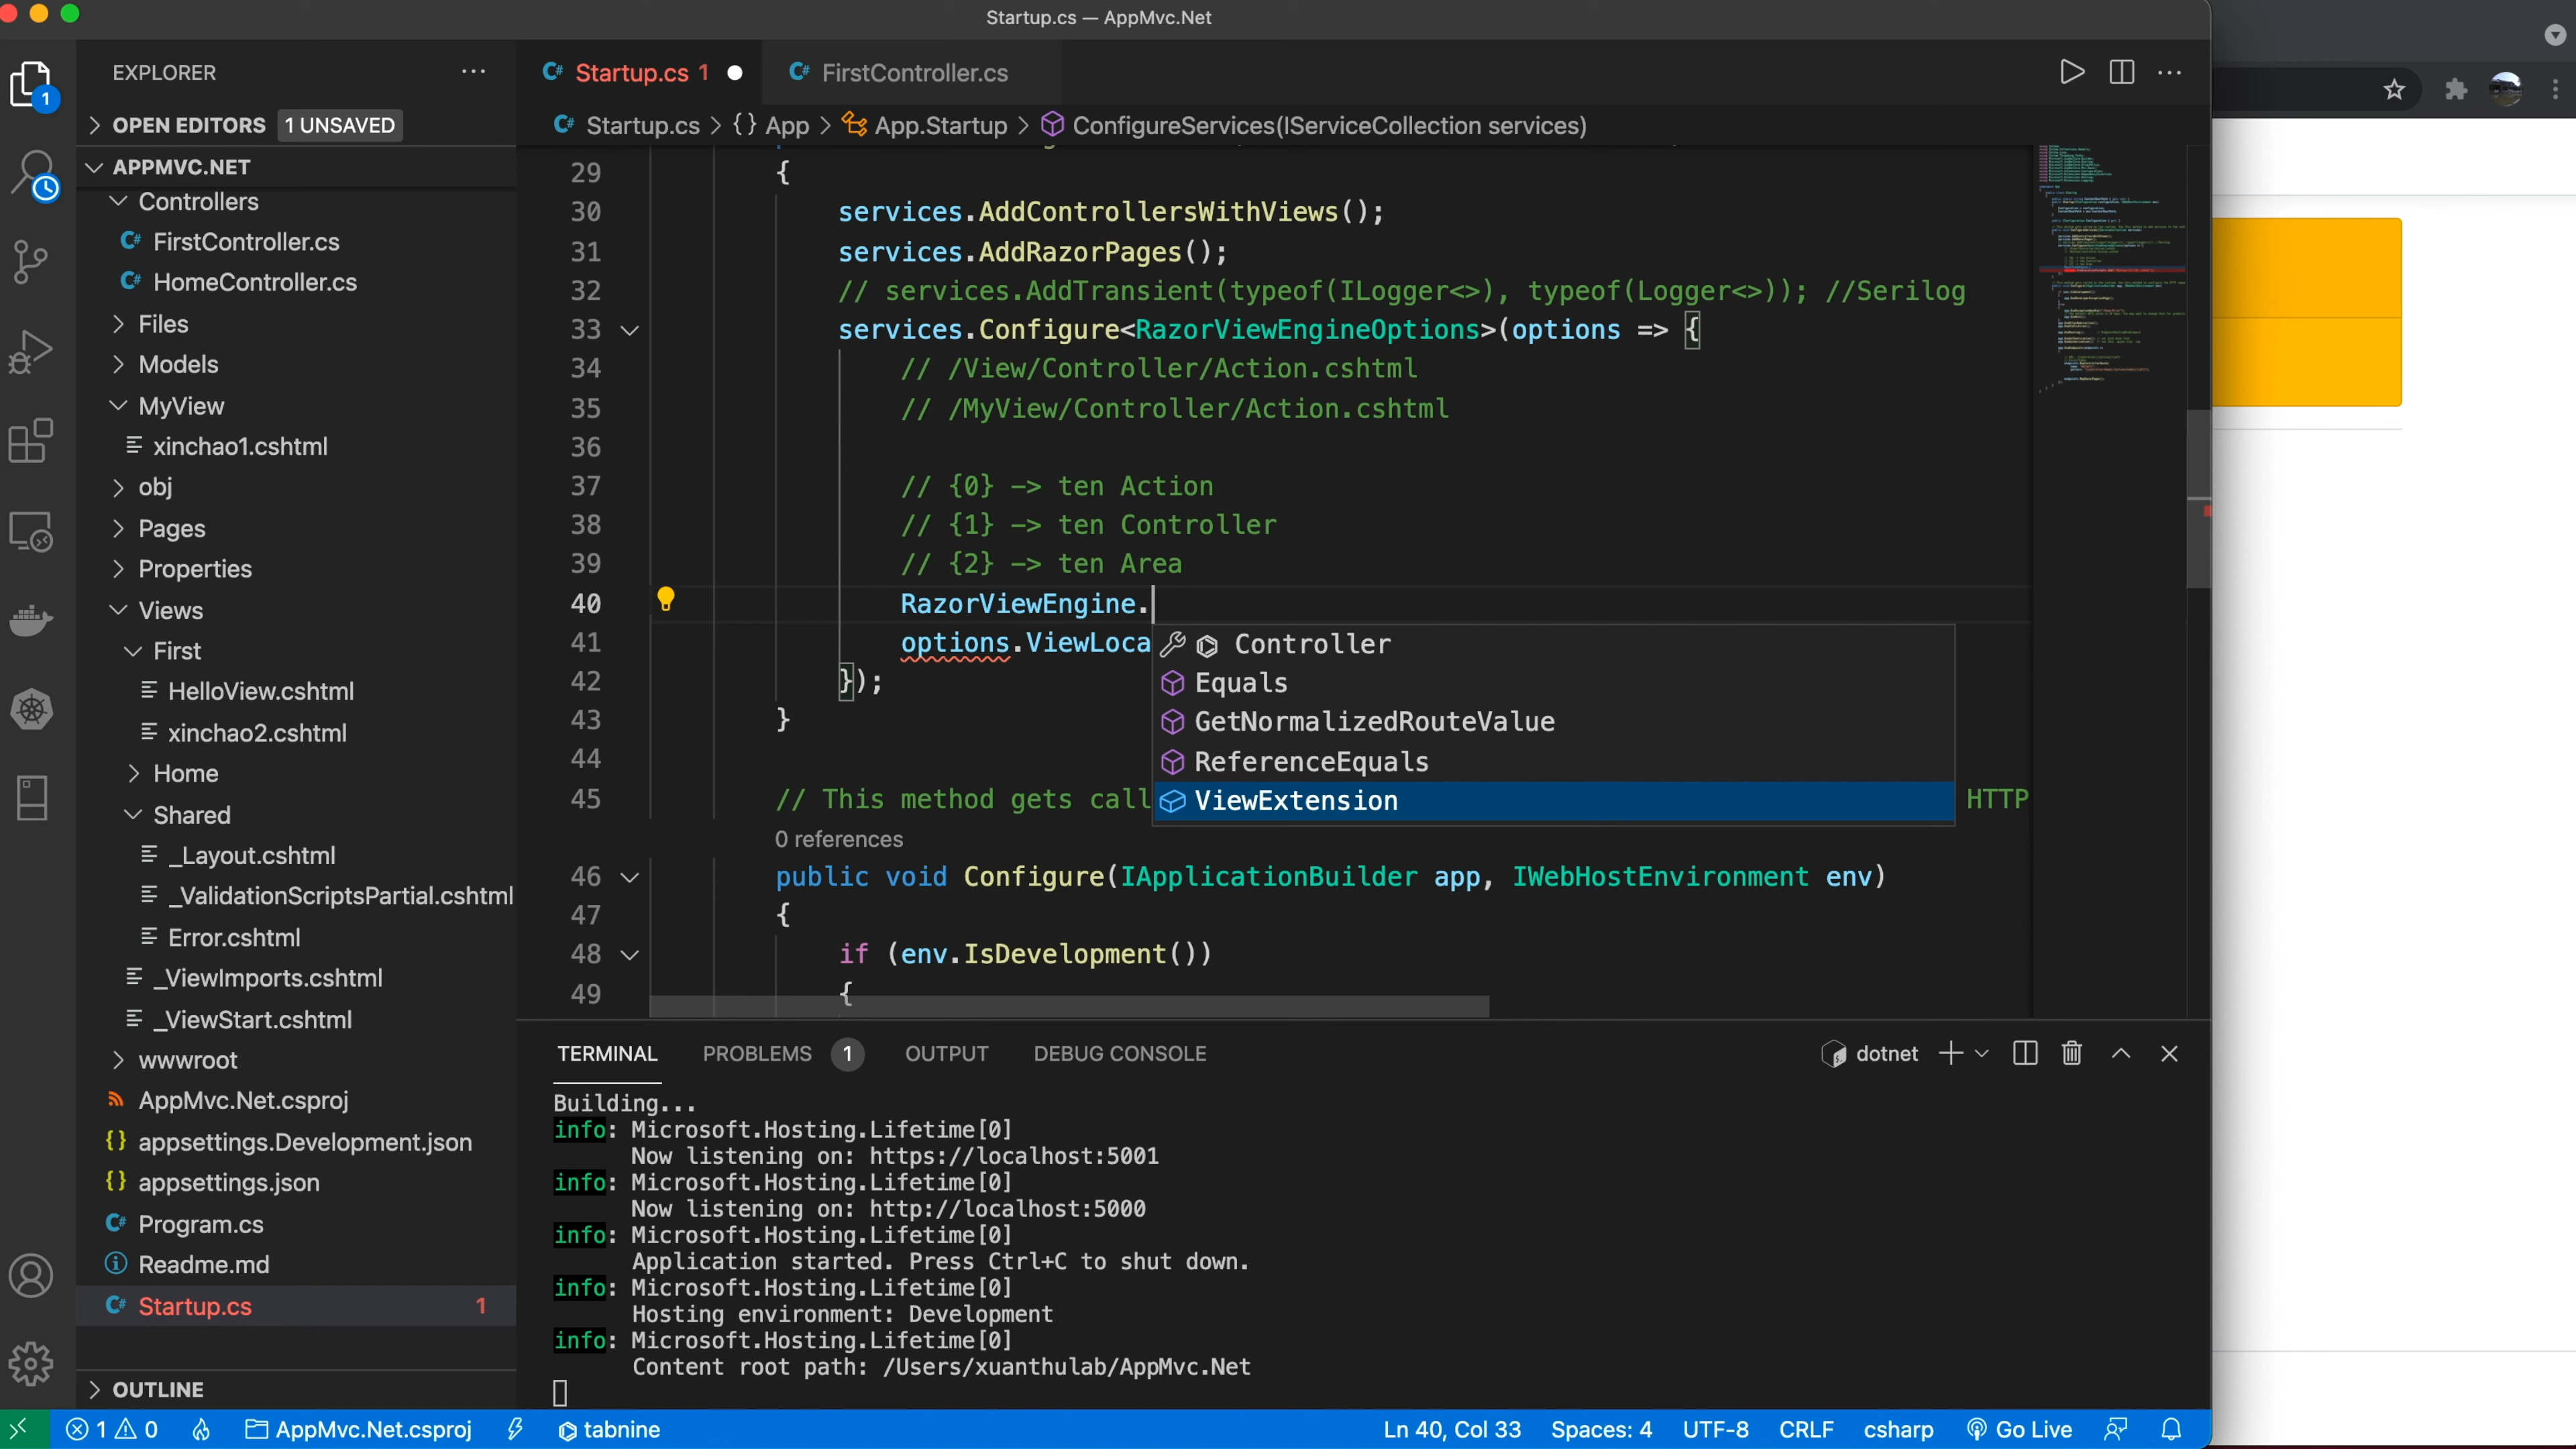 Startup.cs — AppMvc.Net
EXPLORER
Startup.cs 1
FirstController.cs
1
OPEN EDITORS 1 UNSAVED
Startup.cs > {} App > App.Startup > ConfigureServices(IServiceCollection services)
APPMVC.NET
Controllers
FirstController.cs
HomeController.cs
Files
Models
MyView
xinchao1.cshtml
obj
Pages
Properties
Views
First
HelloView.cshtml
xinchao2.cshtml
Home
Shared
_Layout.cshtml
_ValidationScriptsPartial.cshtml
Error.cshtml
_ViewImports.cshtml
_ViewStart.cshtml
wwwroot
AppMvc.Net.csproj
appsettings.Development.json
appsettings.json
Program.cs
Readme.md
Startup.cs 1
OUTLINE
29 {
30 services.AddControllersWithViews();
31 services.AddRazorPages();
32 // services.AddTransient(typeof(ILogger<>), typeof(Logger<>)); //Serilog
33 services.Configure<RazorViewEngineOptions>(options => {
34 // /View/Controller/Action.cshtml
35 // /MyView/Controller/Action.cshtml
36
37 // {0} -> ten Action
38 // {1} -> ten Controller
39 // {2} -> ten Area
40 RazorViewEngine.
41 options.ViewLoca
42 });
43 }
44
45 // This method gets call HTTP
0 references
46 public void Configure(IApplicationBuilder app, IWebHostEnvironment env)
47 {
48 if (env.IsDevelopment())
49 {
Controller
Equals
GetNormalizedRouteValue
ReferenceEquals
ViewExtension
TERMINAL PROBLEMS 1 OUTPUT DEBUG CONSOLE
dotnet
Building...
info: Microsoft.Hosting.Lifetime[0]
Now listening on: https://localhost:5001
info: Microsoft.Hosting.Lifetime[0]
Now listening on: http://localhost:5000
info: Microsoft.Hosting.Lifetime[0]
Application started. Press Ctrl+C to shut down.
info: Microsoft.Hosting.Lifetime[0]
Hosting environment: Development
info: Microsoft.Hosting.Lifetime[0]
Content root path: /Users/xuanthulab/AppMvc.Net
1 0 AppMvc.Net.csproj tabnine Ln 40, Col 33 Spaces: 4 UTF-8 CRLF csharp Go Live